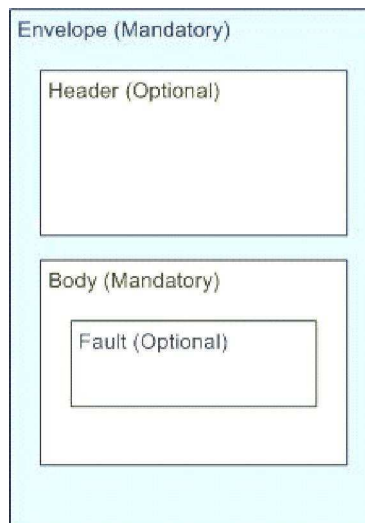 Envelope (Mandatory)
Header (Optional)
Body (Mandatory)
Fault (Optional)